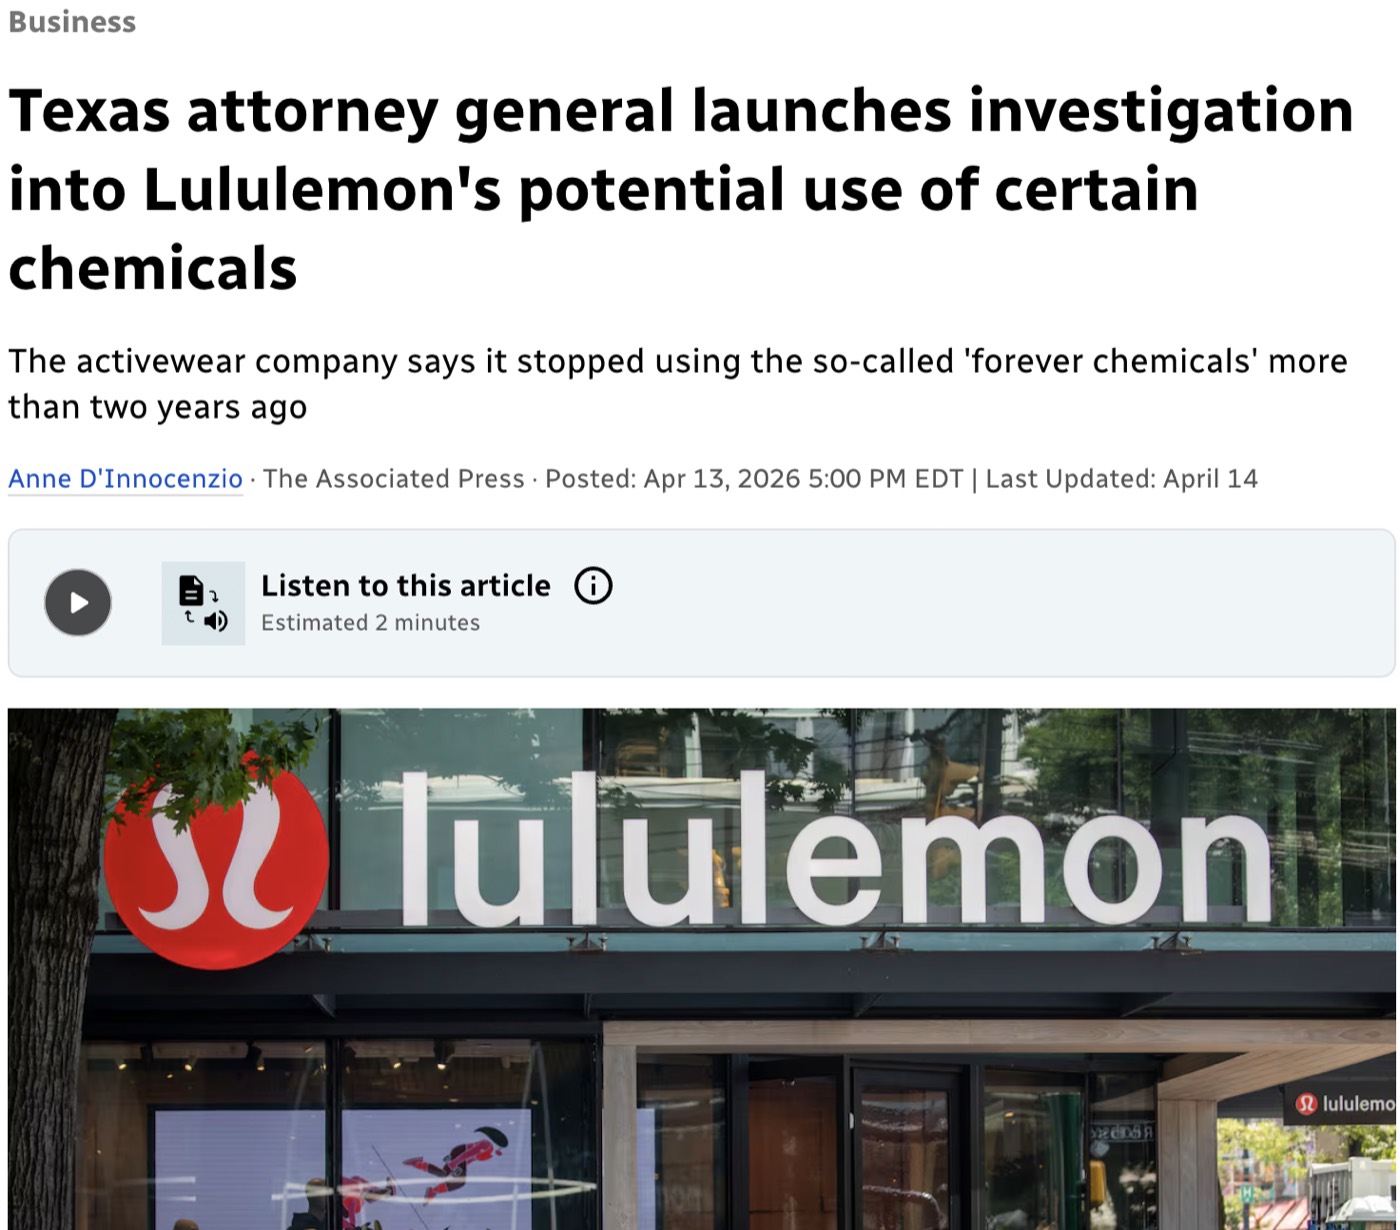 Business
Texas attorney general launches investigation
into Lululemon's potential use of certain
chemicals
The activewear company says it stopped using the so-called 'forever chemicals' more
than two years ago
Anne D'Innocenzio · The Associated Press · Posted: Apr 13, 2026 5:00 PM EDT | Last Updated: April 14
Listen to this article
Estimated 2 minutes
lululemon
lululemo